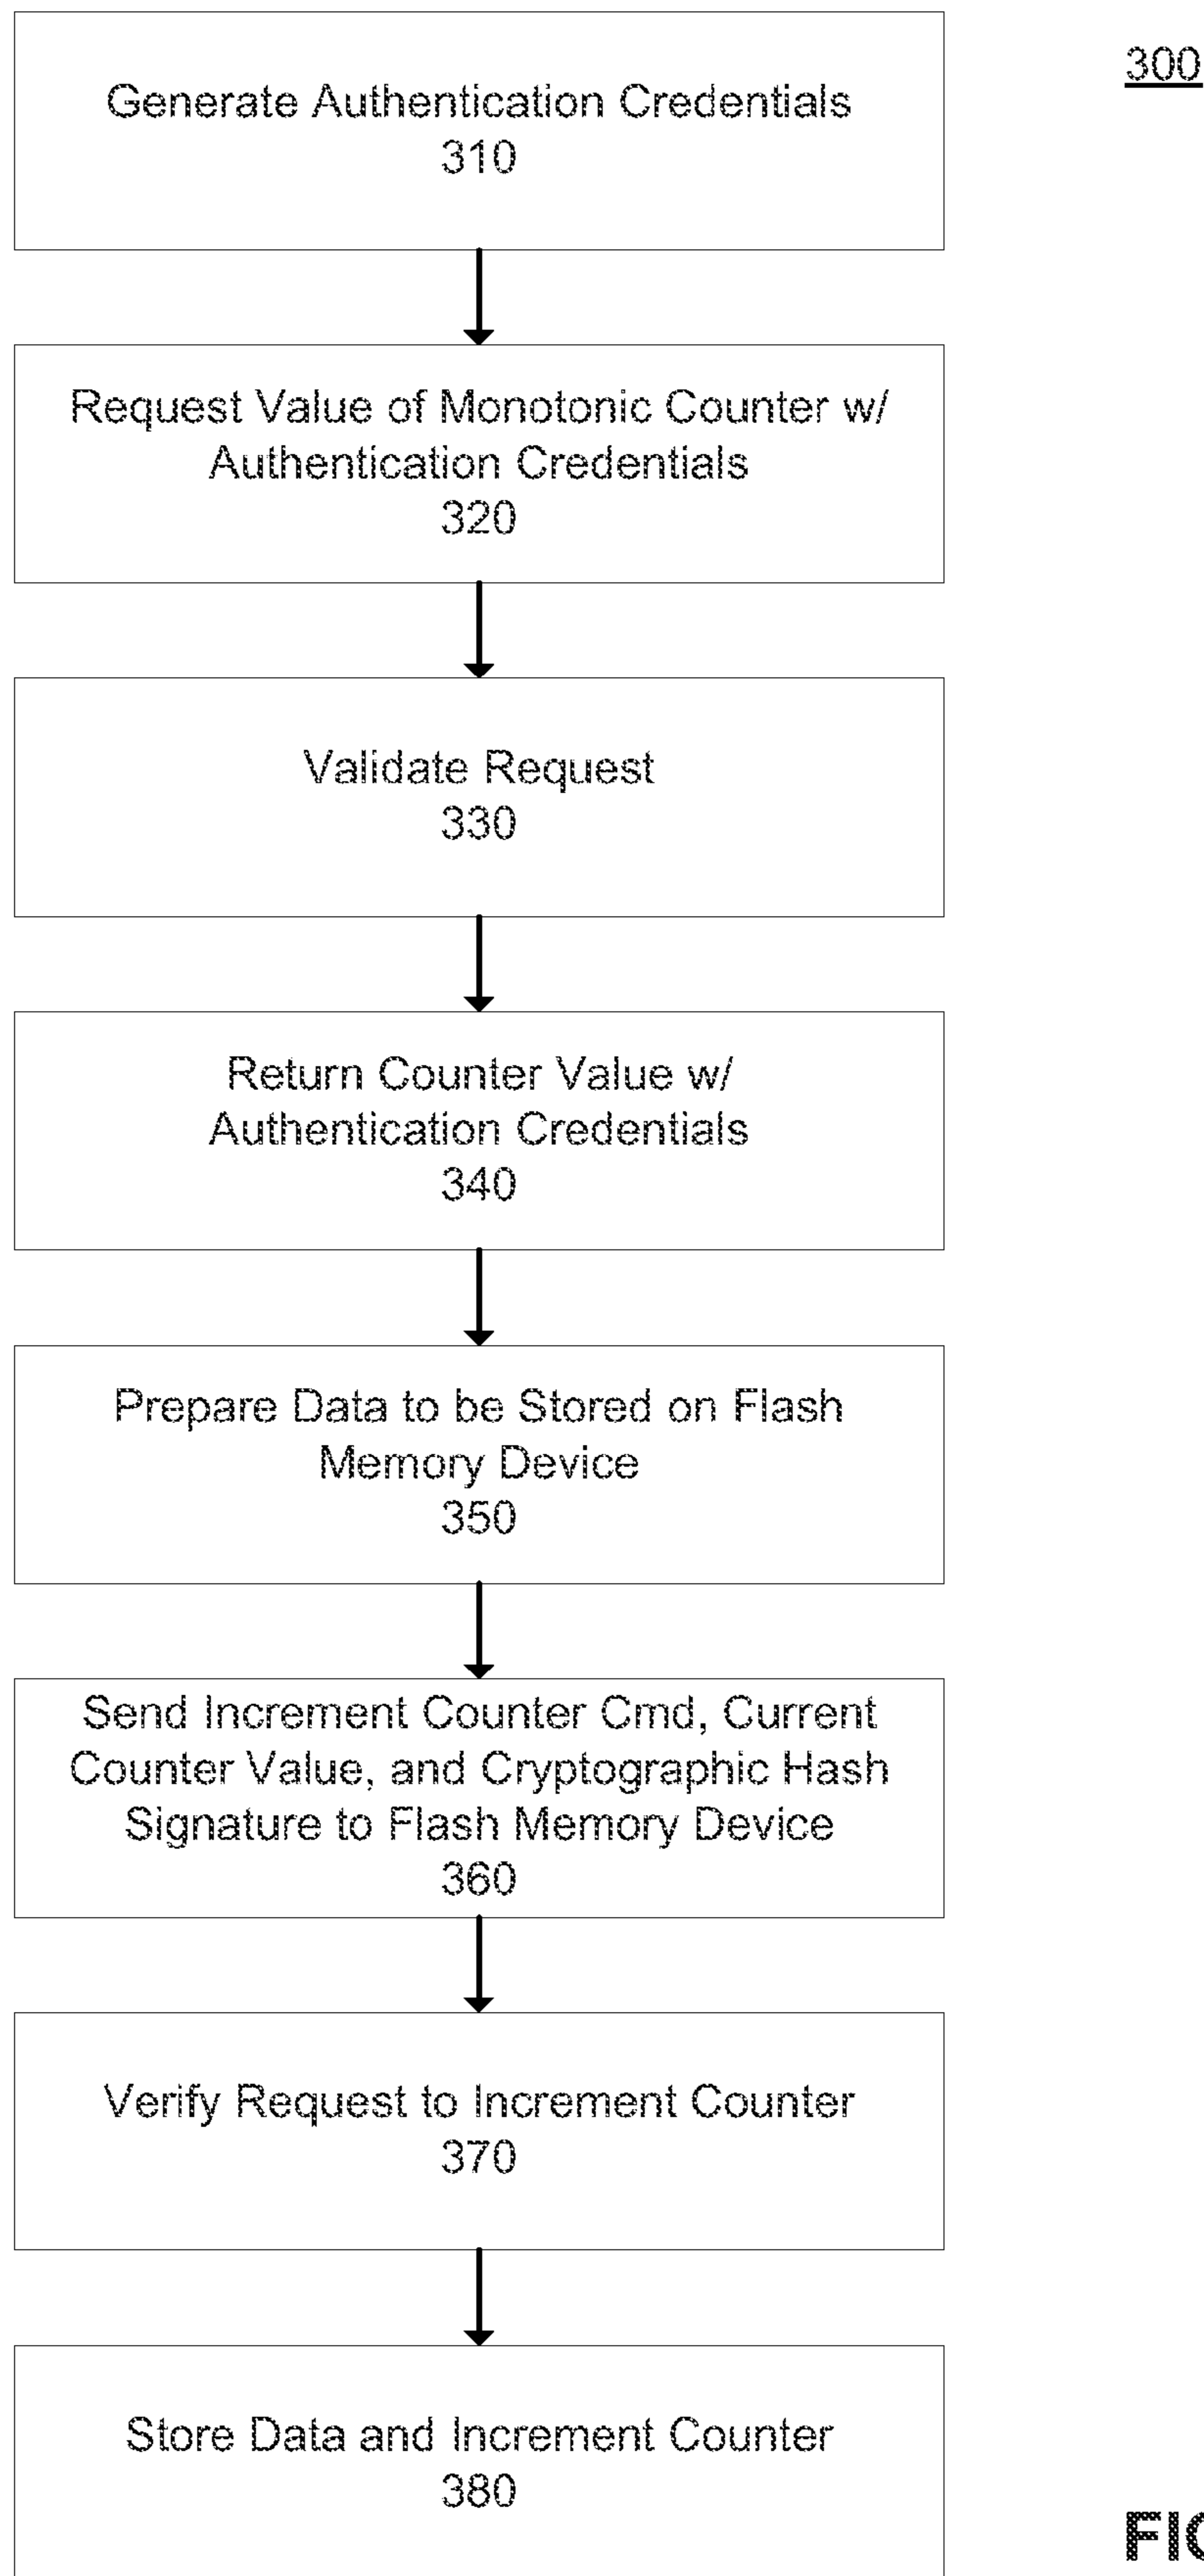 300
Generate Authentication Credentials
310
Request Value of Monotonic Counter w/
Authentication Credentials
320
Validate Request
330
Return Counter Value w/
Authentication Credentials
340
Prepare Data to be Stored on Flash
Memory Device
350
Send Increment Counter Cmd, Current
Counter Value, and Cryptographic Hash
Signature to Flash Memory Device
360
Verify Request to Increment Counter
370
Store Data and Increment Counter
380